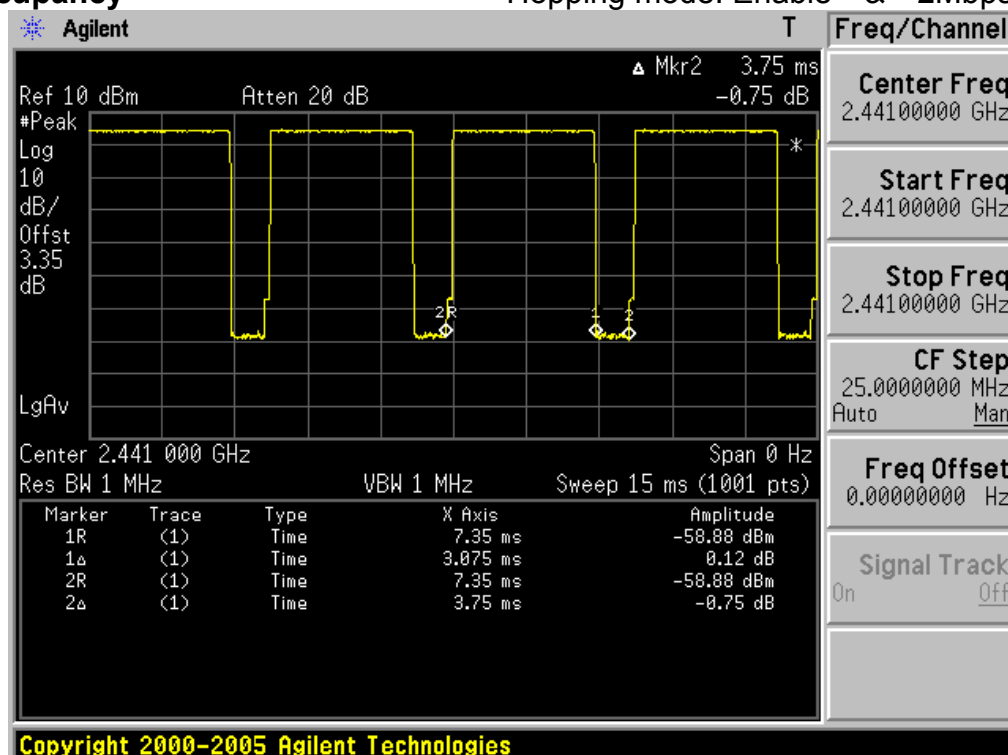 Hopping mode: Enable & 2Mbps
Agilent T
Freq/Channel
Δ Mkr2 3.75 ms
Ref 10 dBm Atten 20 dB -0.75 dB
#Peak
Log
10
dB/
Offst
3.35
dB
LgAv
2R
1
2
*
Center 2.441 000 GHz Span 0 Hz
Res BW 1 MHz VBW 1 MHz Sweep 15 ms (1001 pts)
Marker Trace Type X Axis Amplitude
1R (1) Time 7.35 ms -58.88 dBm
1Δ (1) Time 3.075 ms 0.12 dB
2R (1) Time 7.35 ms -58.88 dBm
2Δ (1) Time 3.75 ms -0.75 dB
Center Freq
2.44100000 GHz
Start Freq
2.44100000 GHz
Stop Freq
2.44100000 GHz
CF Step
25.0000000 MHz
Auto Man
Freq Offset
0.00000000 Hz
Signal Track
On Off
Copyright 2000-2005 Agilent Technologies